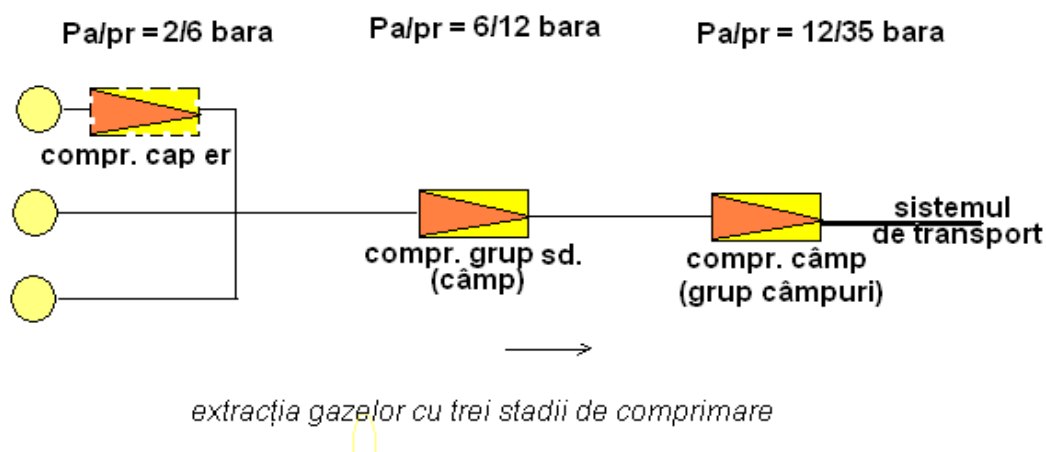 Pa/pr = 2/6 bara
Pa/pr = 6/12 bara
Pa/pr = 12/35 bara
compr. cap er
compr. grup sd.
(câmp)
compr. câmp
(grup câmpuri)
sistemul
de transport
extracția gazelor cu trei stadii de comprimare